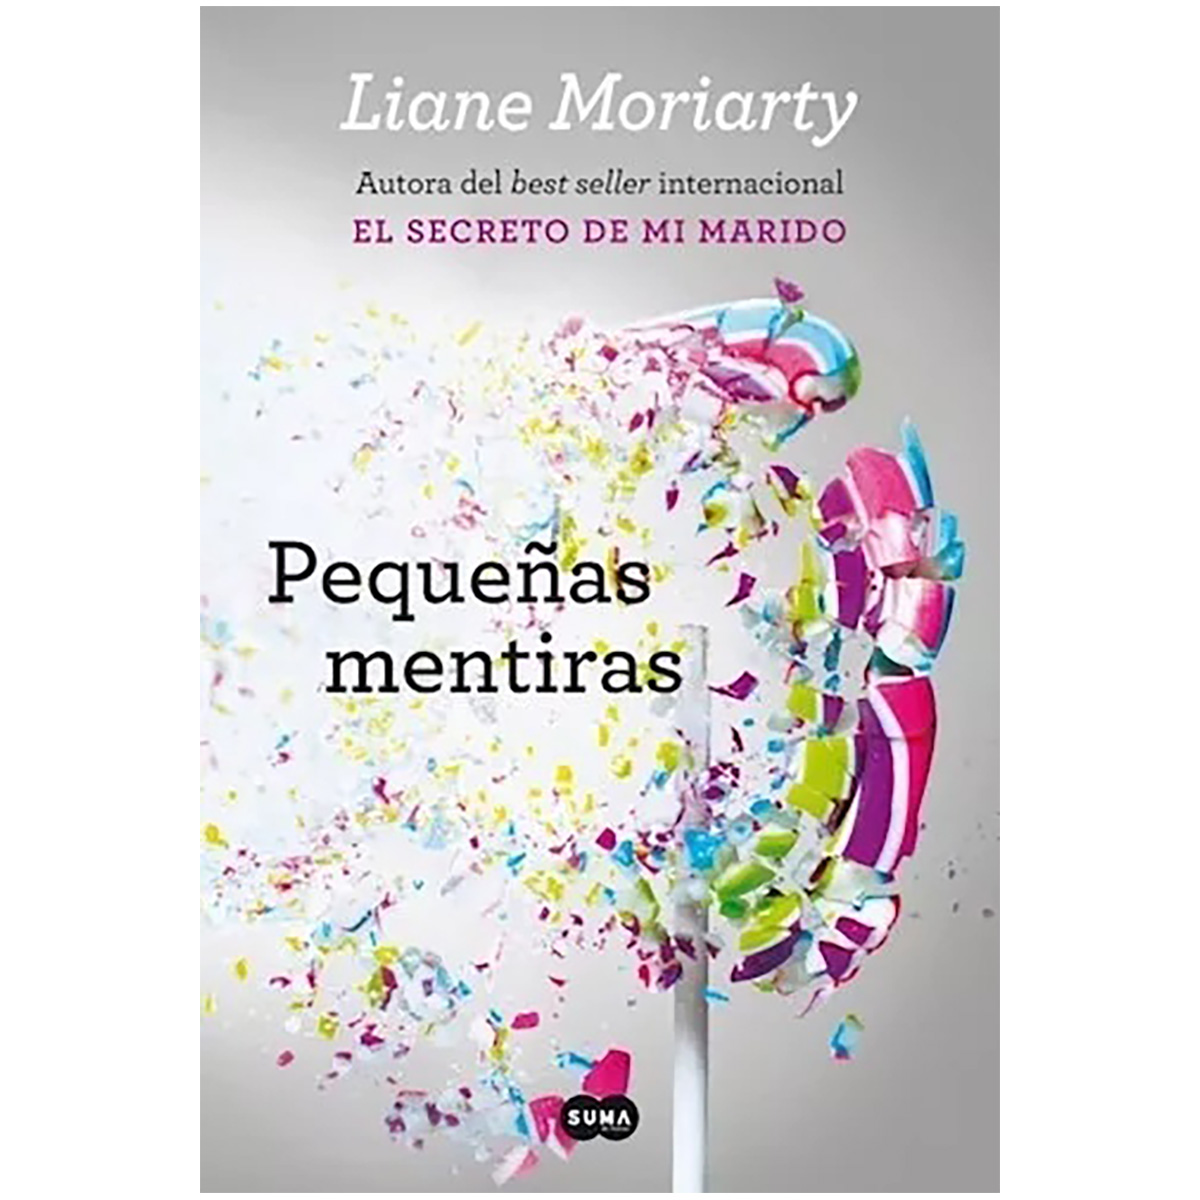 Liane Moriarty
Autora del best seller internacional
EL SECRETO DE MI MARIDO
Pequeñas
mentiras
SUMA